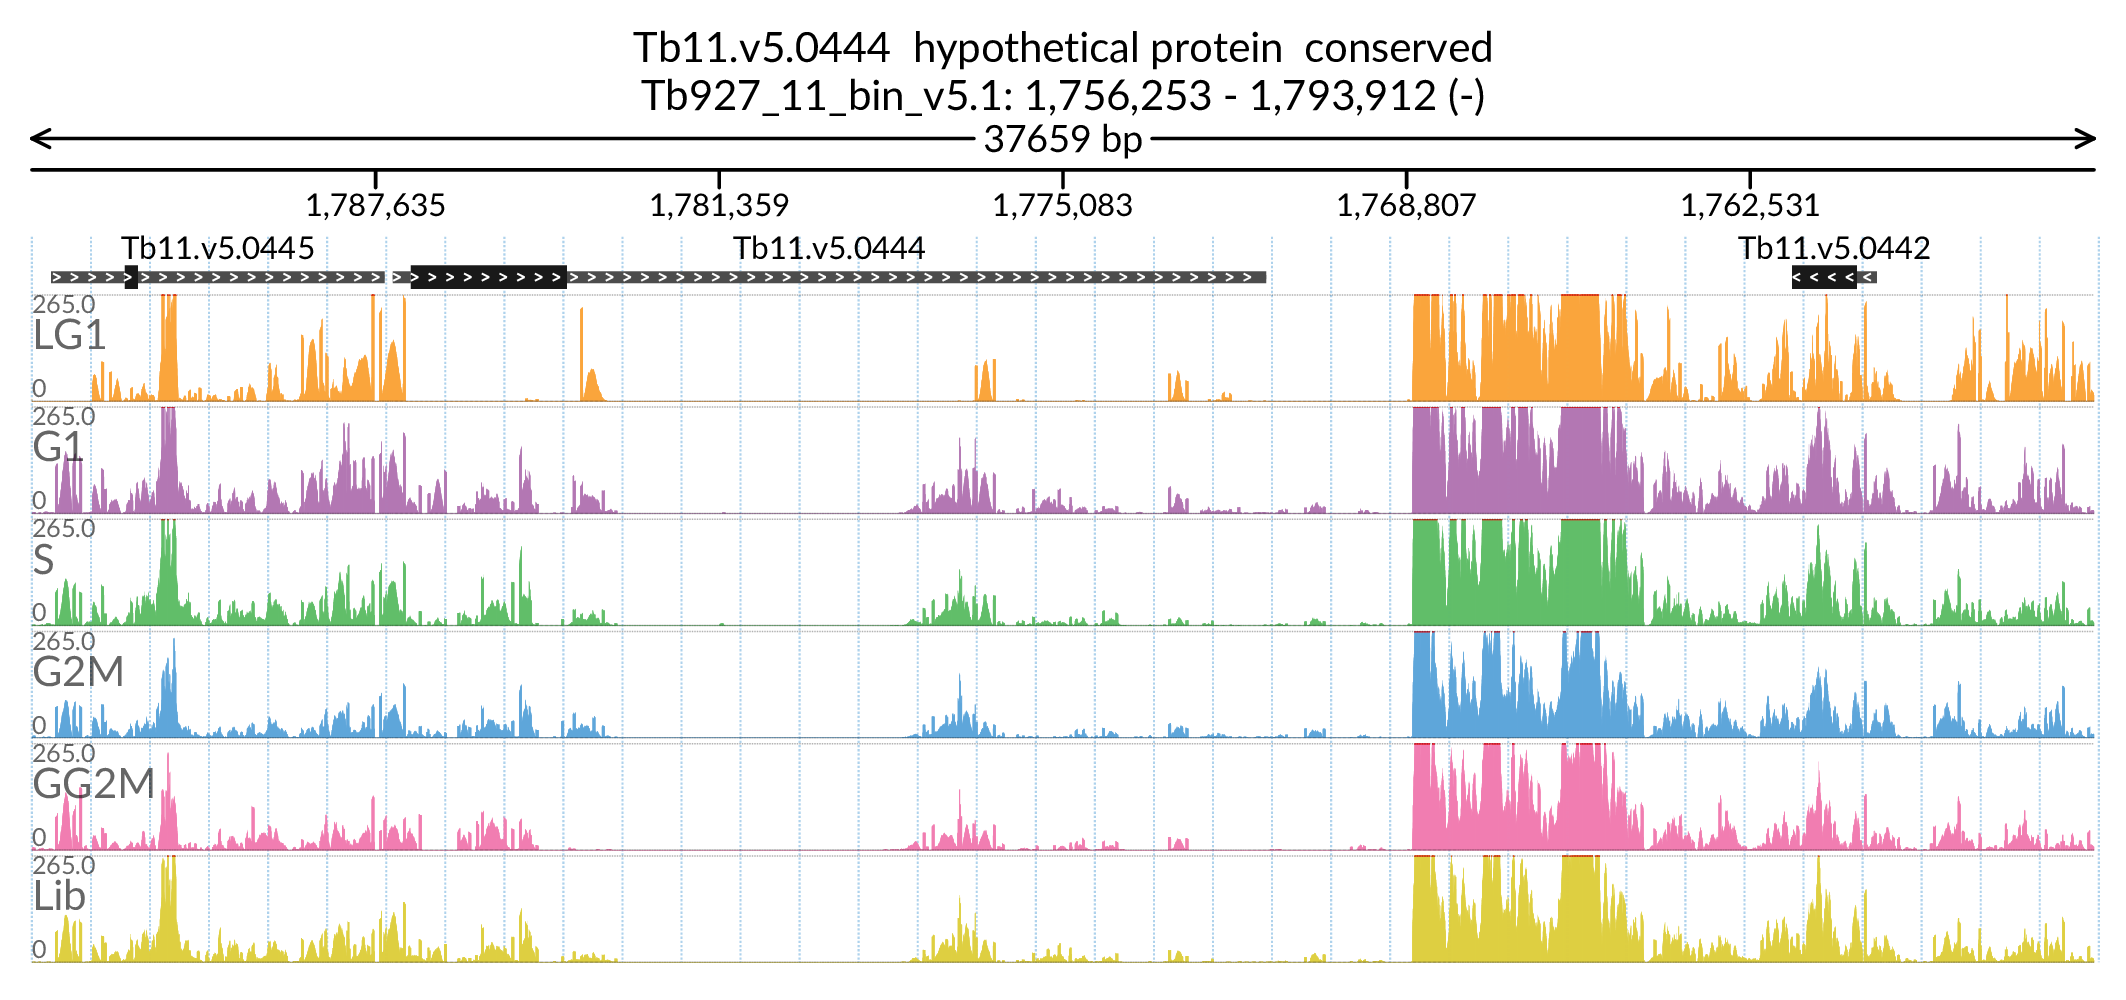 Tb11.v5.0444  hypothetical protein  conserved
Tb927_11_bin_v5.1: 1,756,253 - 1,793,912 (-)
37659 bp
1,787,635 1,781,359 1,775,083 1,768,807 1,762,531
Tb11.v5.0445 Tb11.v5.0444 Tb11.v5.0442
265.0
LG1
0
265.0
G1
0
265.0
S
0
265.0
G2M
0
265.0
GG2M
0
265.0
Lib
0